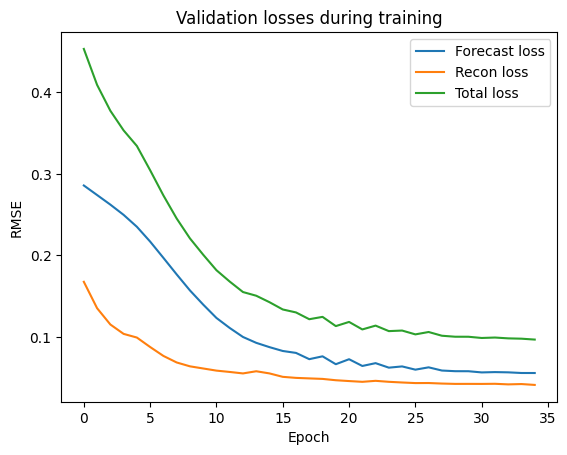 Validation losses during training
Forecast loss
Recon loss
Total loss
0.4
0.3
0.2
0.1
RMSE
0 5 10 15 20 25 30 35
Epoch